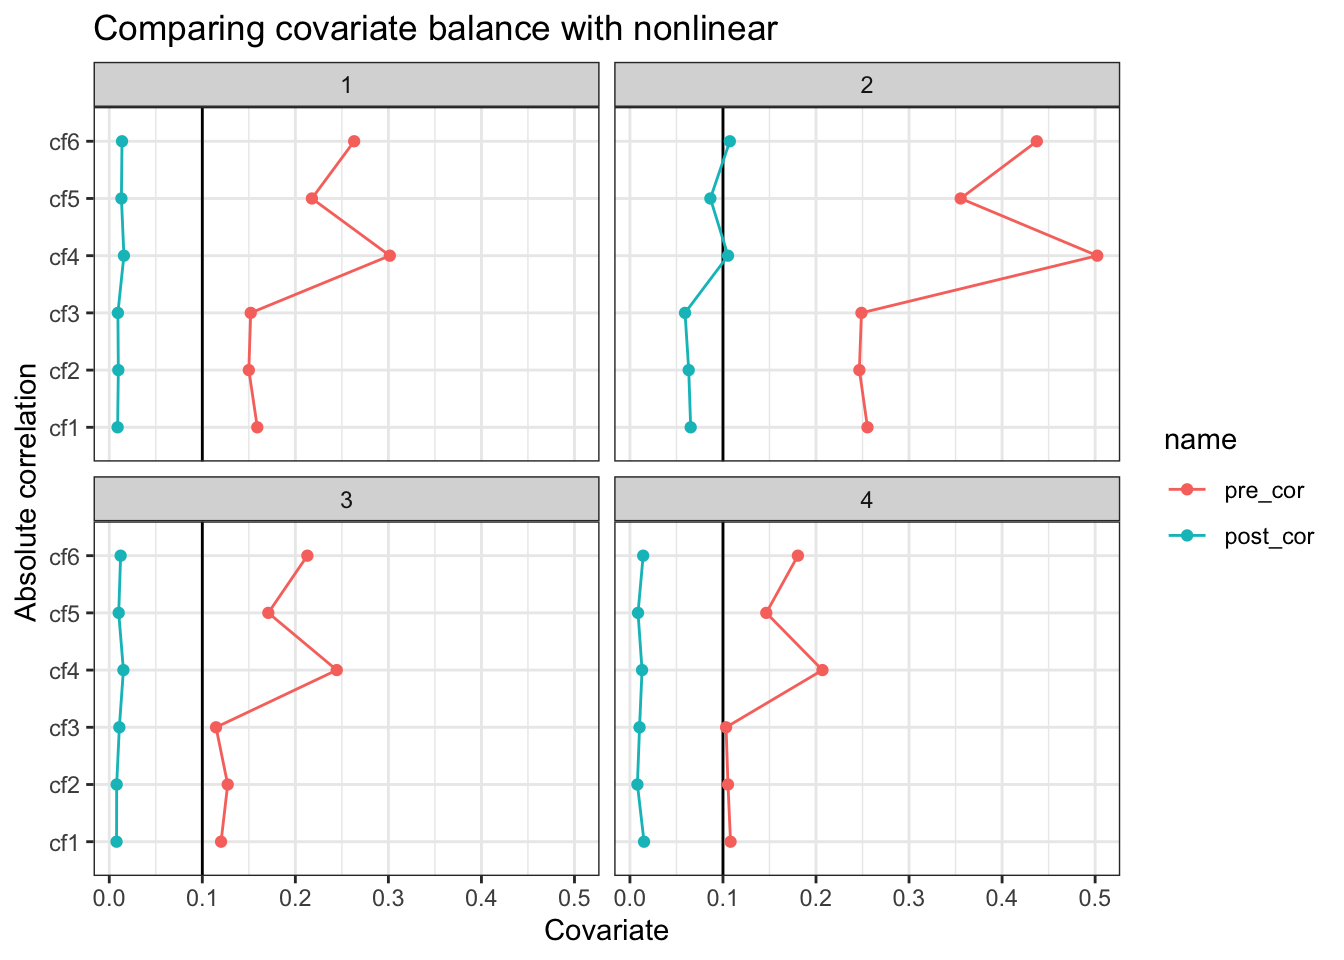 Comparing covariate balance with nonlinear
1
2
cf6
cf5
cf4
cf3
cf2
cf1
3
4
cf6
cf5
cf4
cf3
cf2
cf1
0.0 0.1 0.2 0.3 0.4 0.5
0.0 0.1 0.2 0.3 0.4 0.5
Covariate
Absolute correlation
name
pre_cor
post_cor